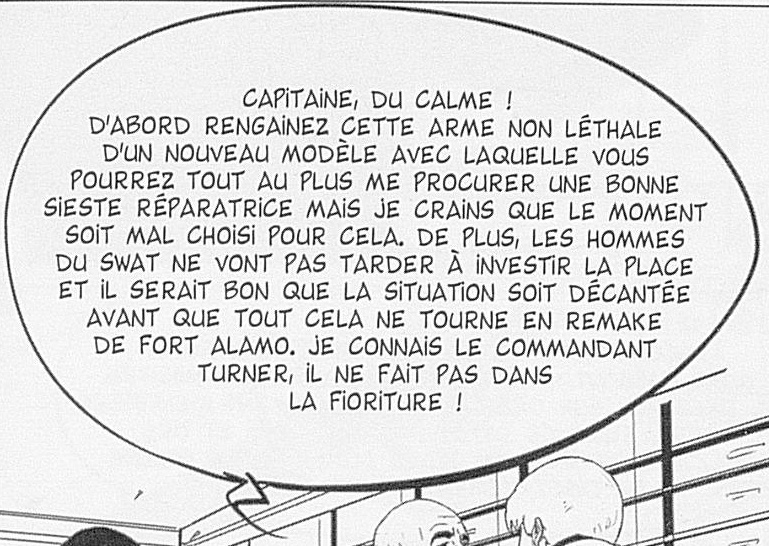 CAPITAINE, DU CALME !
D'ABORD RENGAINEZ CETTE ARME NON LÉTHALE
D'UN NOUVEAU MODÈLE AVEC LAQUELLE VOUS
POURREZ TOUT AU PLUS ME PROCURER UNE BONNE
SIESTE RÉPARATRICE MAIS JE CRAINS QUE LE MOMENT
SOIT MAL CHOISI POUR CELA. DE PLUS, LES HOMMES
DU SWAT NE VONT PAS TARDER À INVESTIR LA PLACE
ET IL SERAIT BON QUE LA SITUATION SOIT DÉCANTÉE
AVANT QUE TOUT CELA NE TOURNE EN REMAKE
DE FORT ALAMO. JE CONNAIS LE COMMANDANT
TURNER, IL NE FAIT PAS DANS
LA FIORITURE !